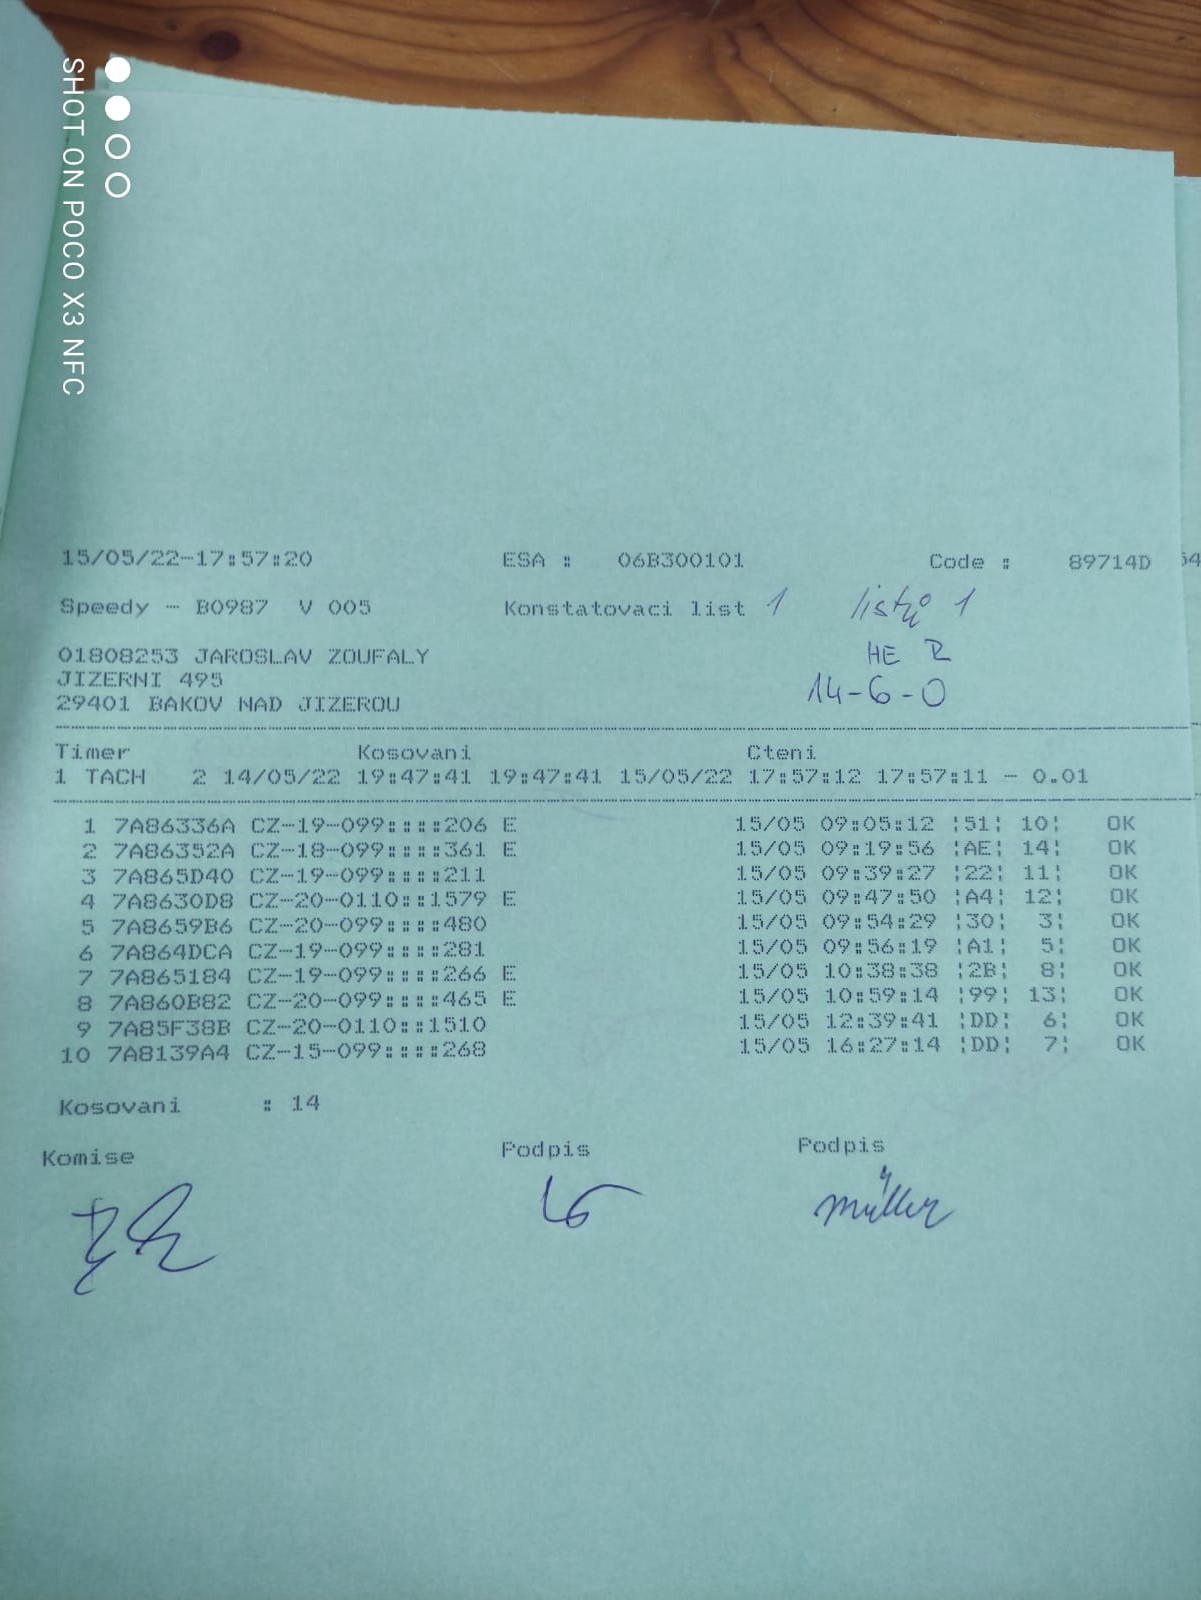 SHOT ON POCO X3 NFC
15/05/22-17:57:20 ESA : 06B300101 Code : 89714D 54
Speedy - B0987 V 005 Konstatovaci list 1 listů 1
01808253 JAROSLAV ZOUFALY HE R
JIZERNI 495
29401 BAKOV NAD JIZEROU 14-6-0
Timer Kosovani Cteni
1 TACH 2 14/05/22 19:47:41 19:47:41 15/05/22 17:57:12 17:57:11 - 0.01
1 7A86336A CZ-19-099::::206 E 15/05 09:05:12 ¦51¦ 10¦ OK
2 7A86352A CZ-18-099::::361 E 15/05 09:19:56 ¦AE¦ 14¦ OK
3 7A865D40 CZ-19-099::::211 15/05 09:39:27 ¦22¦ 11¦ OK
4 7A8630D8 CZ-20-0110::1579 E 15/05 09:47:50 ¦A4¦ 12¦ OK
5 7A8659B6 CZ-20-099::::480 15/05 09:54:29 ¦30¦ 3¦ OK
6 7A864DCA CZ-19-099::::281 15/05 09:56:19 ¦A1¦ 5¦ OK
7 7A865184 CZ-19-099::::266 E 15/05 10:38:38 ¦2B¦ 8¦ OK
8 7A860B82 CZ-20-099::::465 E 15/05 10:59:14 ¦99¦ 13¦ OK
9 7A85F38B CZ-20-0110::1510 15/05 12:39:41 ¦DD¦ 6¦ OK
10 7A8139A4 CZ-15-099::::268 15/05 16:27:14 ¦DD¦ 7¦ OK
Kosovani : 14
Komise Podpis Podpis
Müller